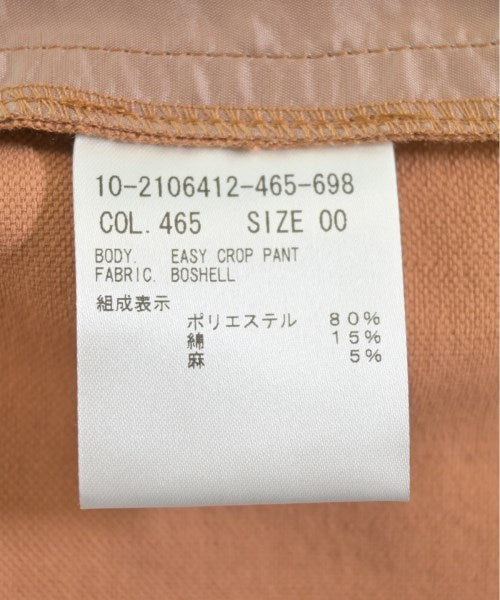 10-2106412-465-698
COL. 465 SIZE 00
BODY. EASY CROP PANT
FABRIC. BOSHELL
組成表示
ポリエステル 80%
綿 15%
麻 5%